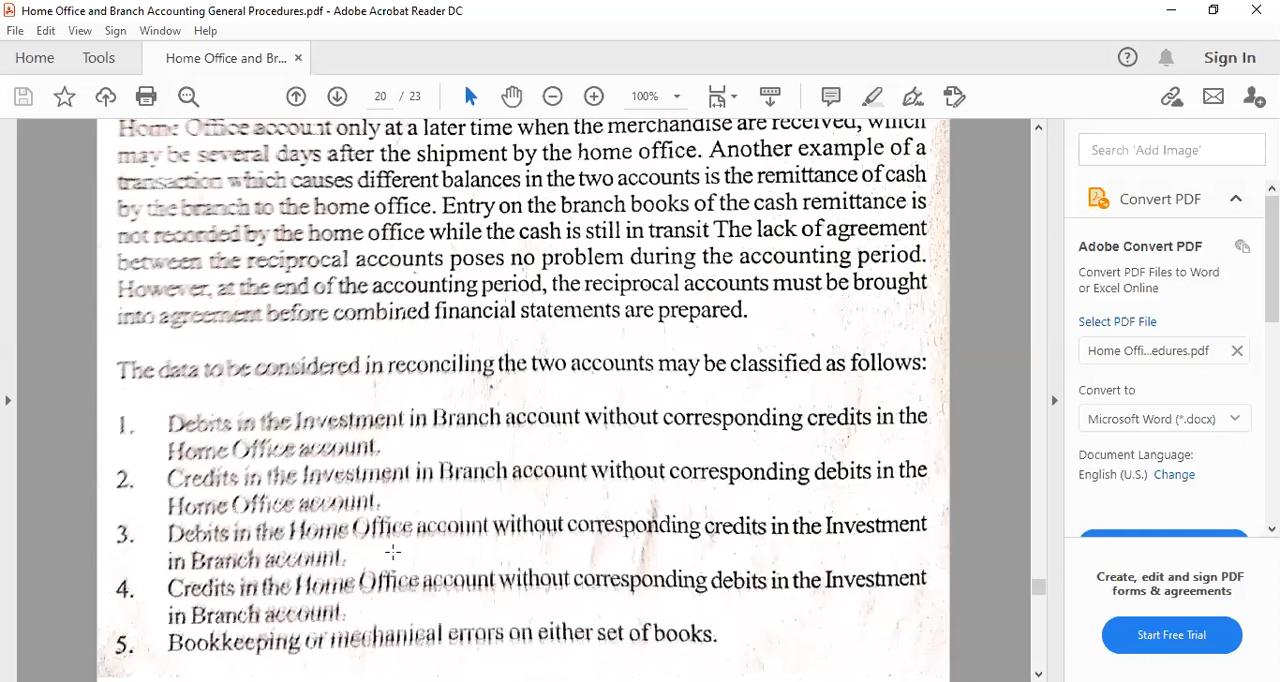 Home Office and Branch Accounting General Procedures.pdf - Adobe Acrobat Reader DC
File Edit View Sign Window Help
Home Tools Home Office and Br... × Sign In
20 / 23 100%
Home Office account only at a later time when the merchandise are received, which
may be several days after the shipment by the home office. Another example of a
transaction which causes different balances in the two accounts is the remittance of cash
by the branch to the home office. Entry on the branch books of the cash remittance is
not recorded by the home office while the cash is still in transit The lack of agreement
between the reciprocal accounts poses no problem during the accounting period.
However, at the end of the accounting period, the reciprocal accounts must be brought
into agreement before combined financial statements are prepared.
The data to be considered in reconciling the two accounts may be classified as follows:
1. Debits in the Investment in Branch account without corresponding credits in the
Home Office account.
2. Credits in the Investment in Branch account without corresponding debits in the
Home Office account.
3. Debits in the Home Office account without corresponding credits in the Investment
in Branch account.
4. Credits in the Home Office account without corresponding debits in the Investment
in Branch account.
5. Bookkeeping or mechanical errors on either set of books.
Search 'Add Image'
Convert PDF
Adobe Convert PDF
Convert PDF Files to Word
or Excel Online
Select PDF File
Home Offi...edures.pdf
Convert to
Microsoft Word (*.docx)
Document Language:
English (U.S.) Change
Create, edit and sign PDF
forms & agreements
Start Free Trial